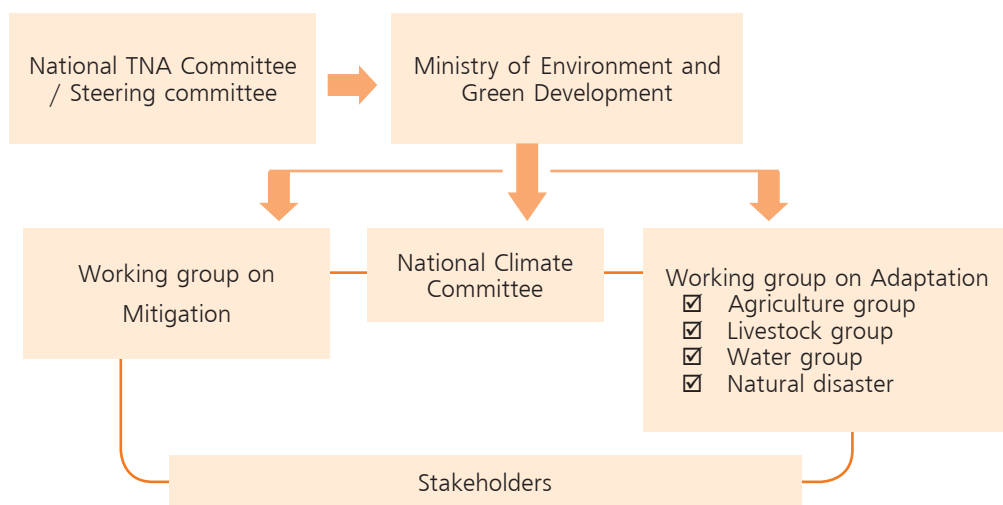 National TNA Committee
/ Steering committee
Ministry of Environment and
Green Development
Working group on
Mitigation
National Climate
Committee
Working group on Adaptation
☑ Agriculture group
☑ Livestock group
☑ Water group
☑ Natural disaster
Stakeholders